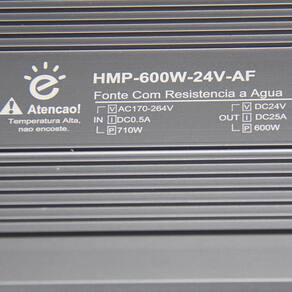 HMP-600W-24V-AF
Atencao!
Temperatura Alta,
nao encoste.
Fonte Com Resistencia a Agua
IN
V AC170-264V
I DC0.5A
P 710W
OUT
V DC24V
I DC25A
P 600W